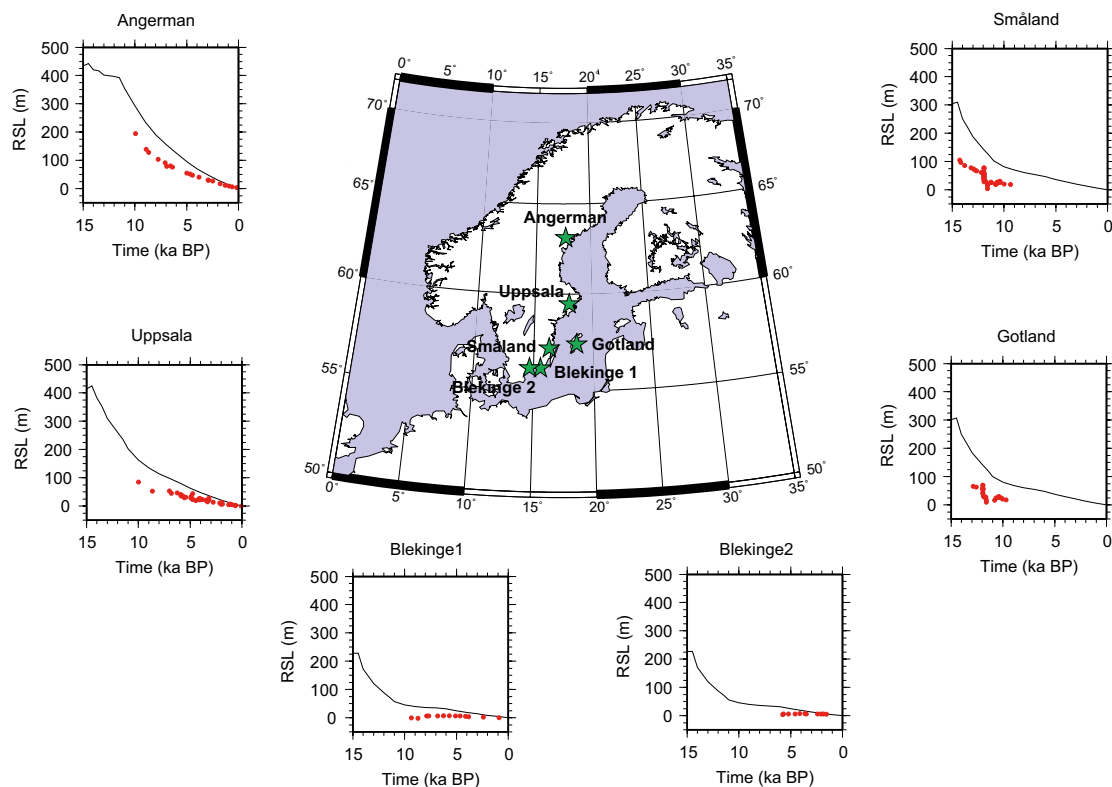 Angerman
500
400
300
200
100
0
RSL (m)
15 10 5 0
Time (ka BP)
Småland
500
400
300
200
100
0
RSL (m)
15 10 5 0
Time (ka BP)
0˚ 5˚ 10˚ 15˚ 20⁴ 25˚ 30˚ 35˚
70˚ 70˚
65˚ 65˚
60˚ 60˚
55˚ 55˚
50˚ 50˚
0˚ 5˚ 10˚ 15˚ 20˚ 25˚ 30˚ 35˚
Angerman
Uppsala
Småland
Gotland
Blekinge 1
Blekinge 2
Uppsala
500
400
300
200
100
0
RSL (m)
15 10 5 0
Time (ka BP)
Gotland
500
400
300
200
100
0
RSL (m)
15 10 5 0
Time (ka BP)
Blekinge1
500
400
300
200
100
0
RSL (m)
15 10 5 0
Time (ka BP)
Blekinge2
500
400
300
200
100
0
RSL (m)
15 10 5 0
Time (ka BP)